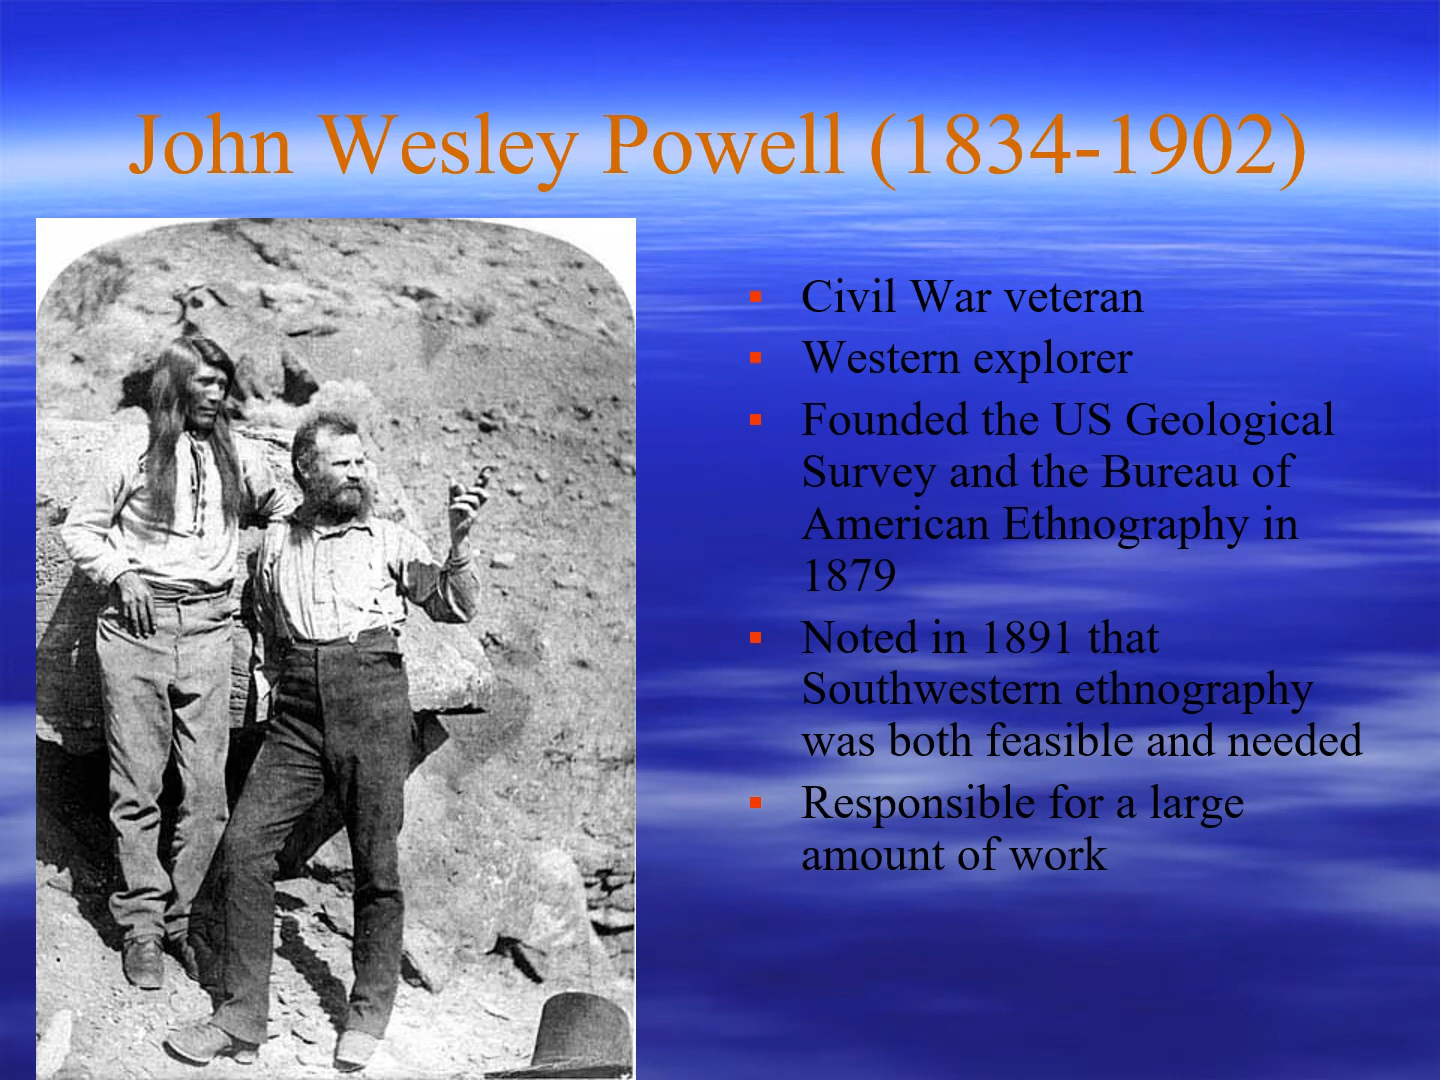 John Wesley Powell (1834-1902)
▪ Civil War veteran
▪ Western explorer
▪ Founded the US Geological
Survey and the Bureau of
American Ethnography in
1879
▪ Noted in 1891 that
Southwestern ethnography
was both feasible and needed
▪ Responsible for a large
amount of work